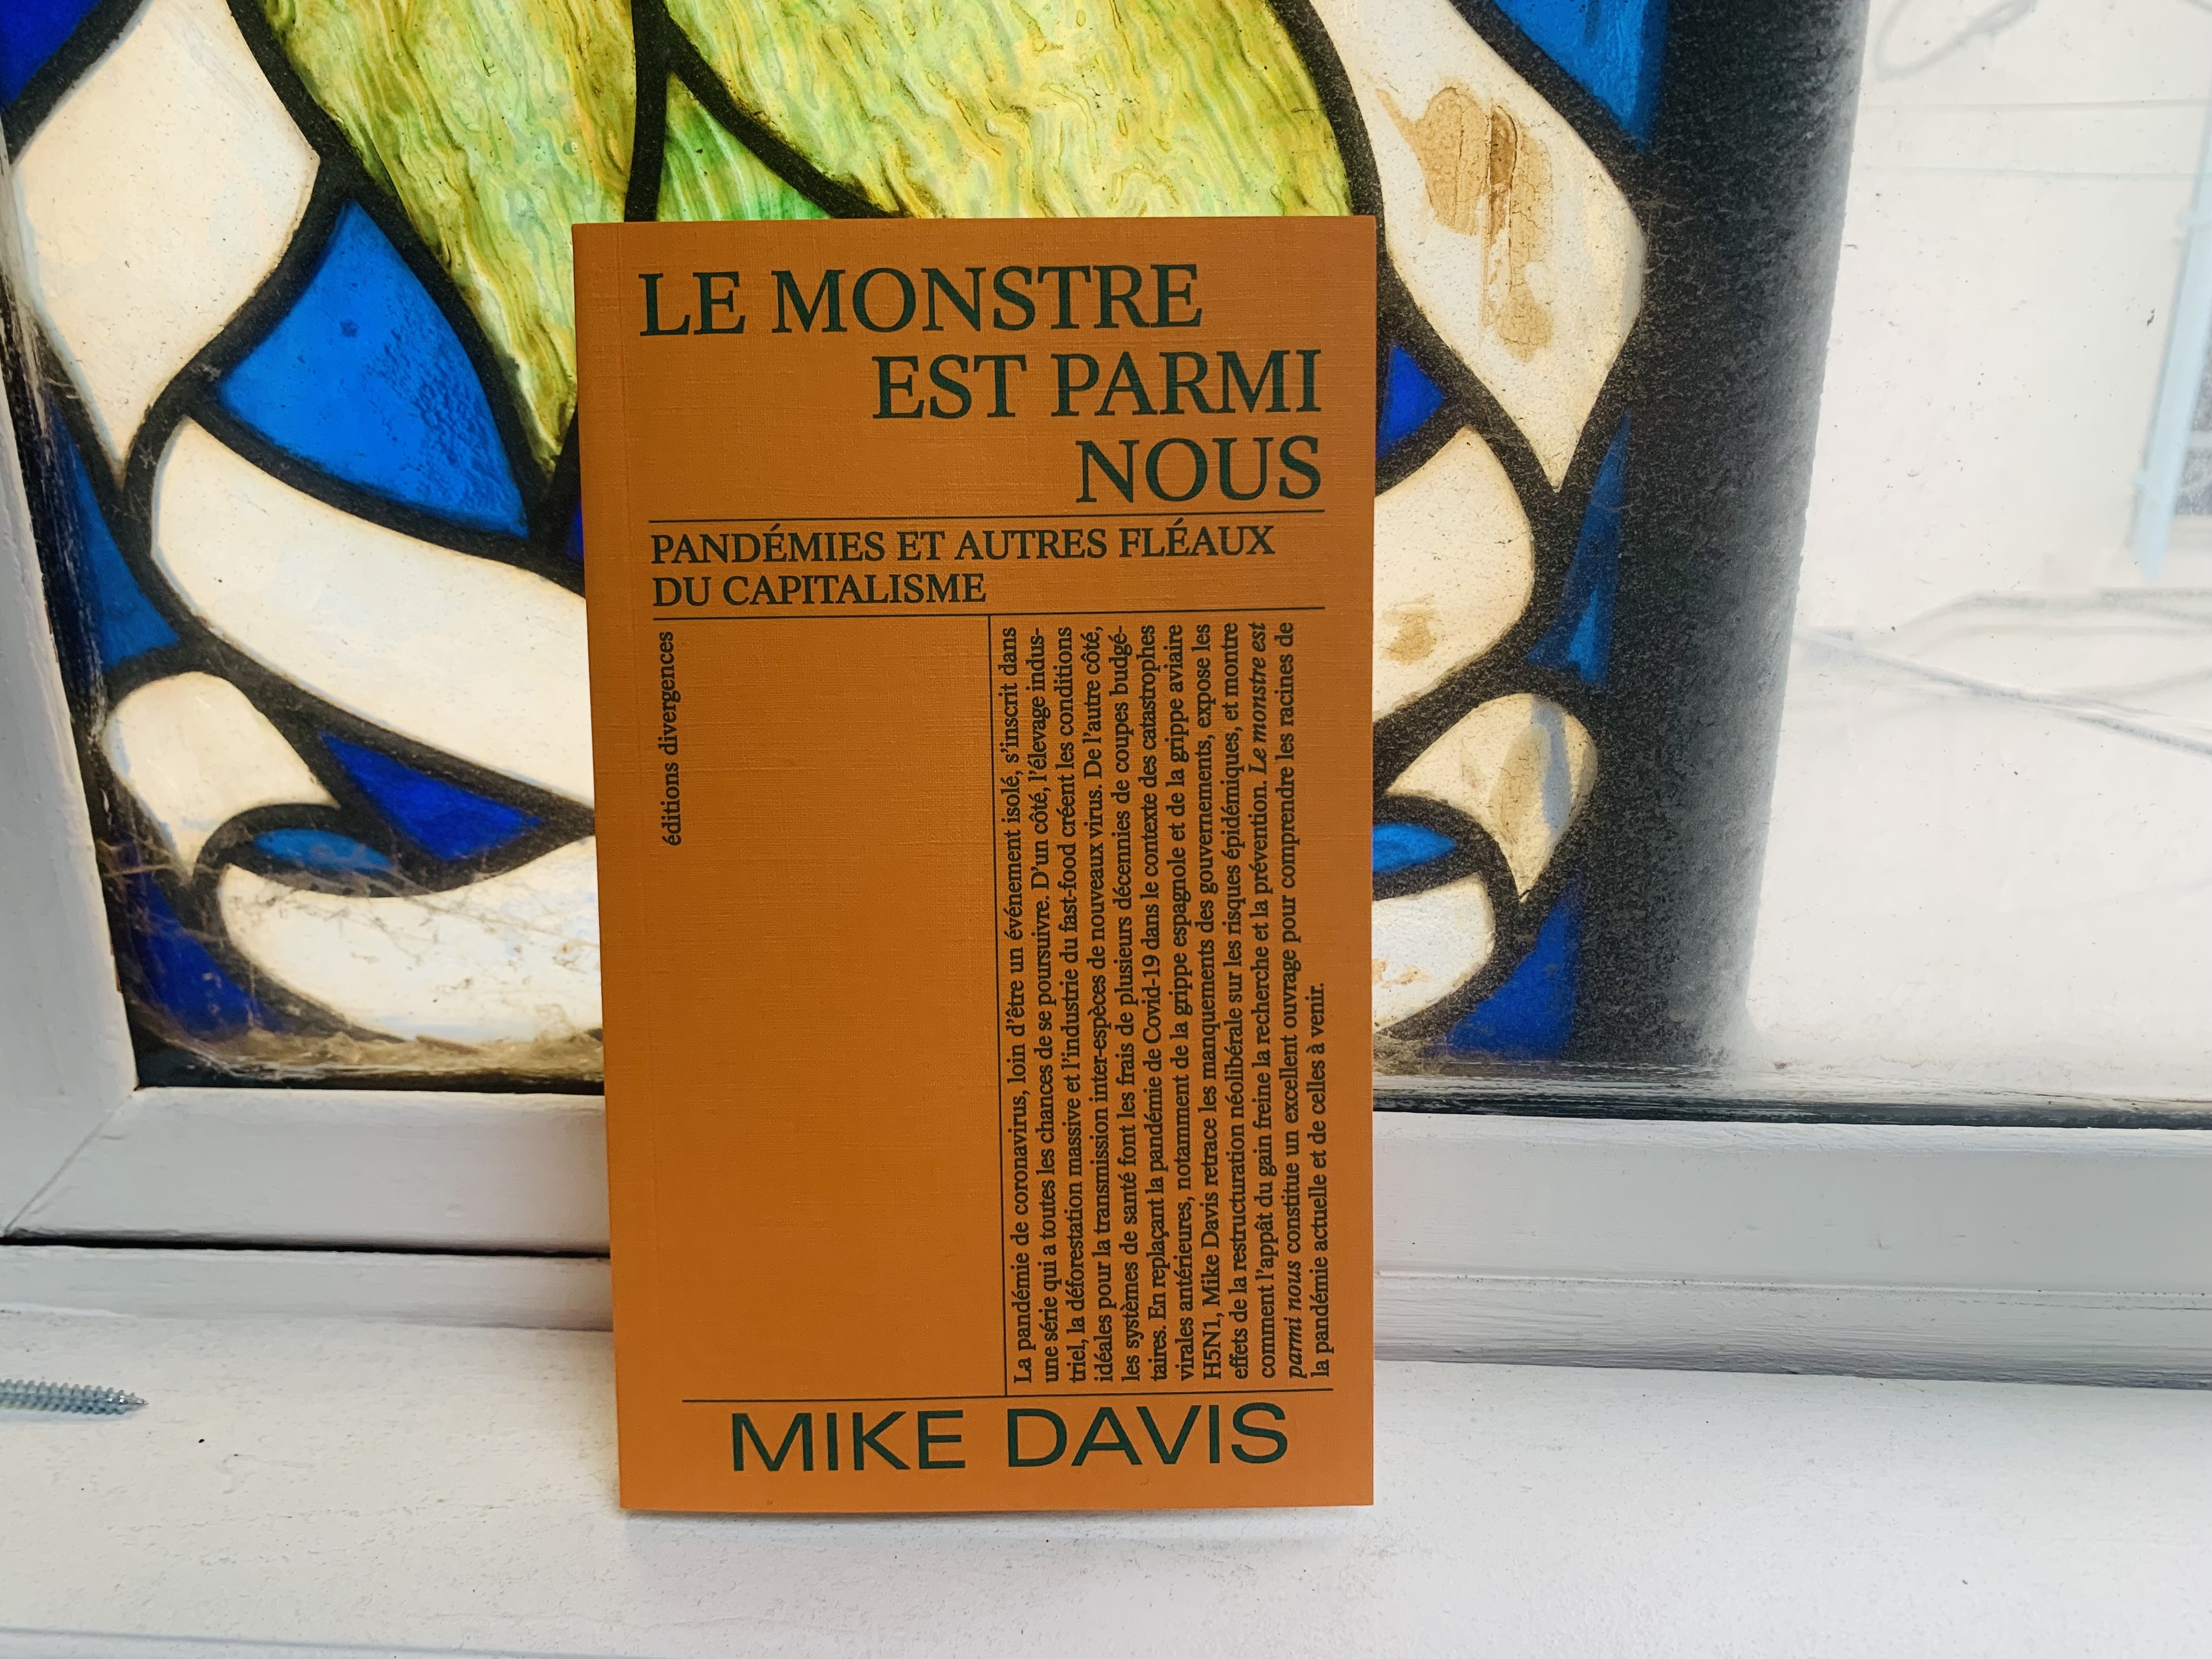 LE MONSTRE
EST PARMI
NOUS
PANDÉMIES ET AUTRES FLÉAUX
DU CAPITALISME
éditions divergences
La pandémie de coronavirus, loin d'être un événement isolé, s'inscrit dans
une série qui a toutes les chances de se poursuivre. D'un côté, l'élevage indus-
triel, la déforestation massive et l'industrie du fast-food créent les conditions
idéales pour la transmission inter-espèces de nouveaux virus. De l'autre côté,
les systèmes de santé font les frais de plusieurs décennies de coupes budgé-
taires. En replaçant la pandémie de Covid-19 dans le contexte des catastrophes
virales antérieures, notamment de la grippe espagnole et de la grippe aviaire
H5N1, Mike Davis retrace les manquements des gouvernements, expose les
effets de la restructuration néolibérale sur les risques épidémiques, et montre
comment l'appât du gain freine la recherche et la prévention. Le monstre est
parmi nous constitue un excellent ouvrage pour comprendre les racines de
la pandémie actuelle et de celles à venir.
MIKE DAVIS